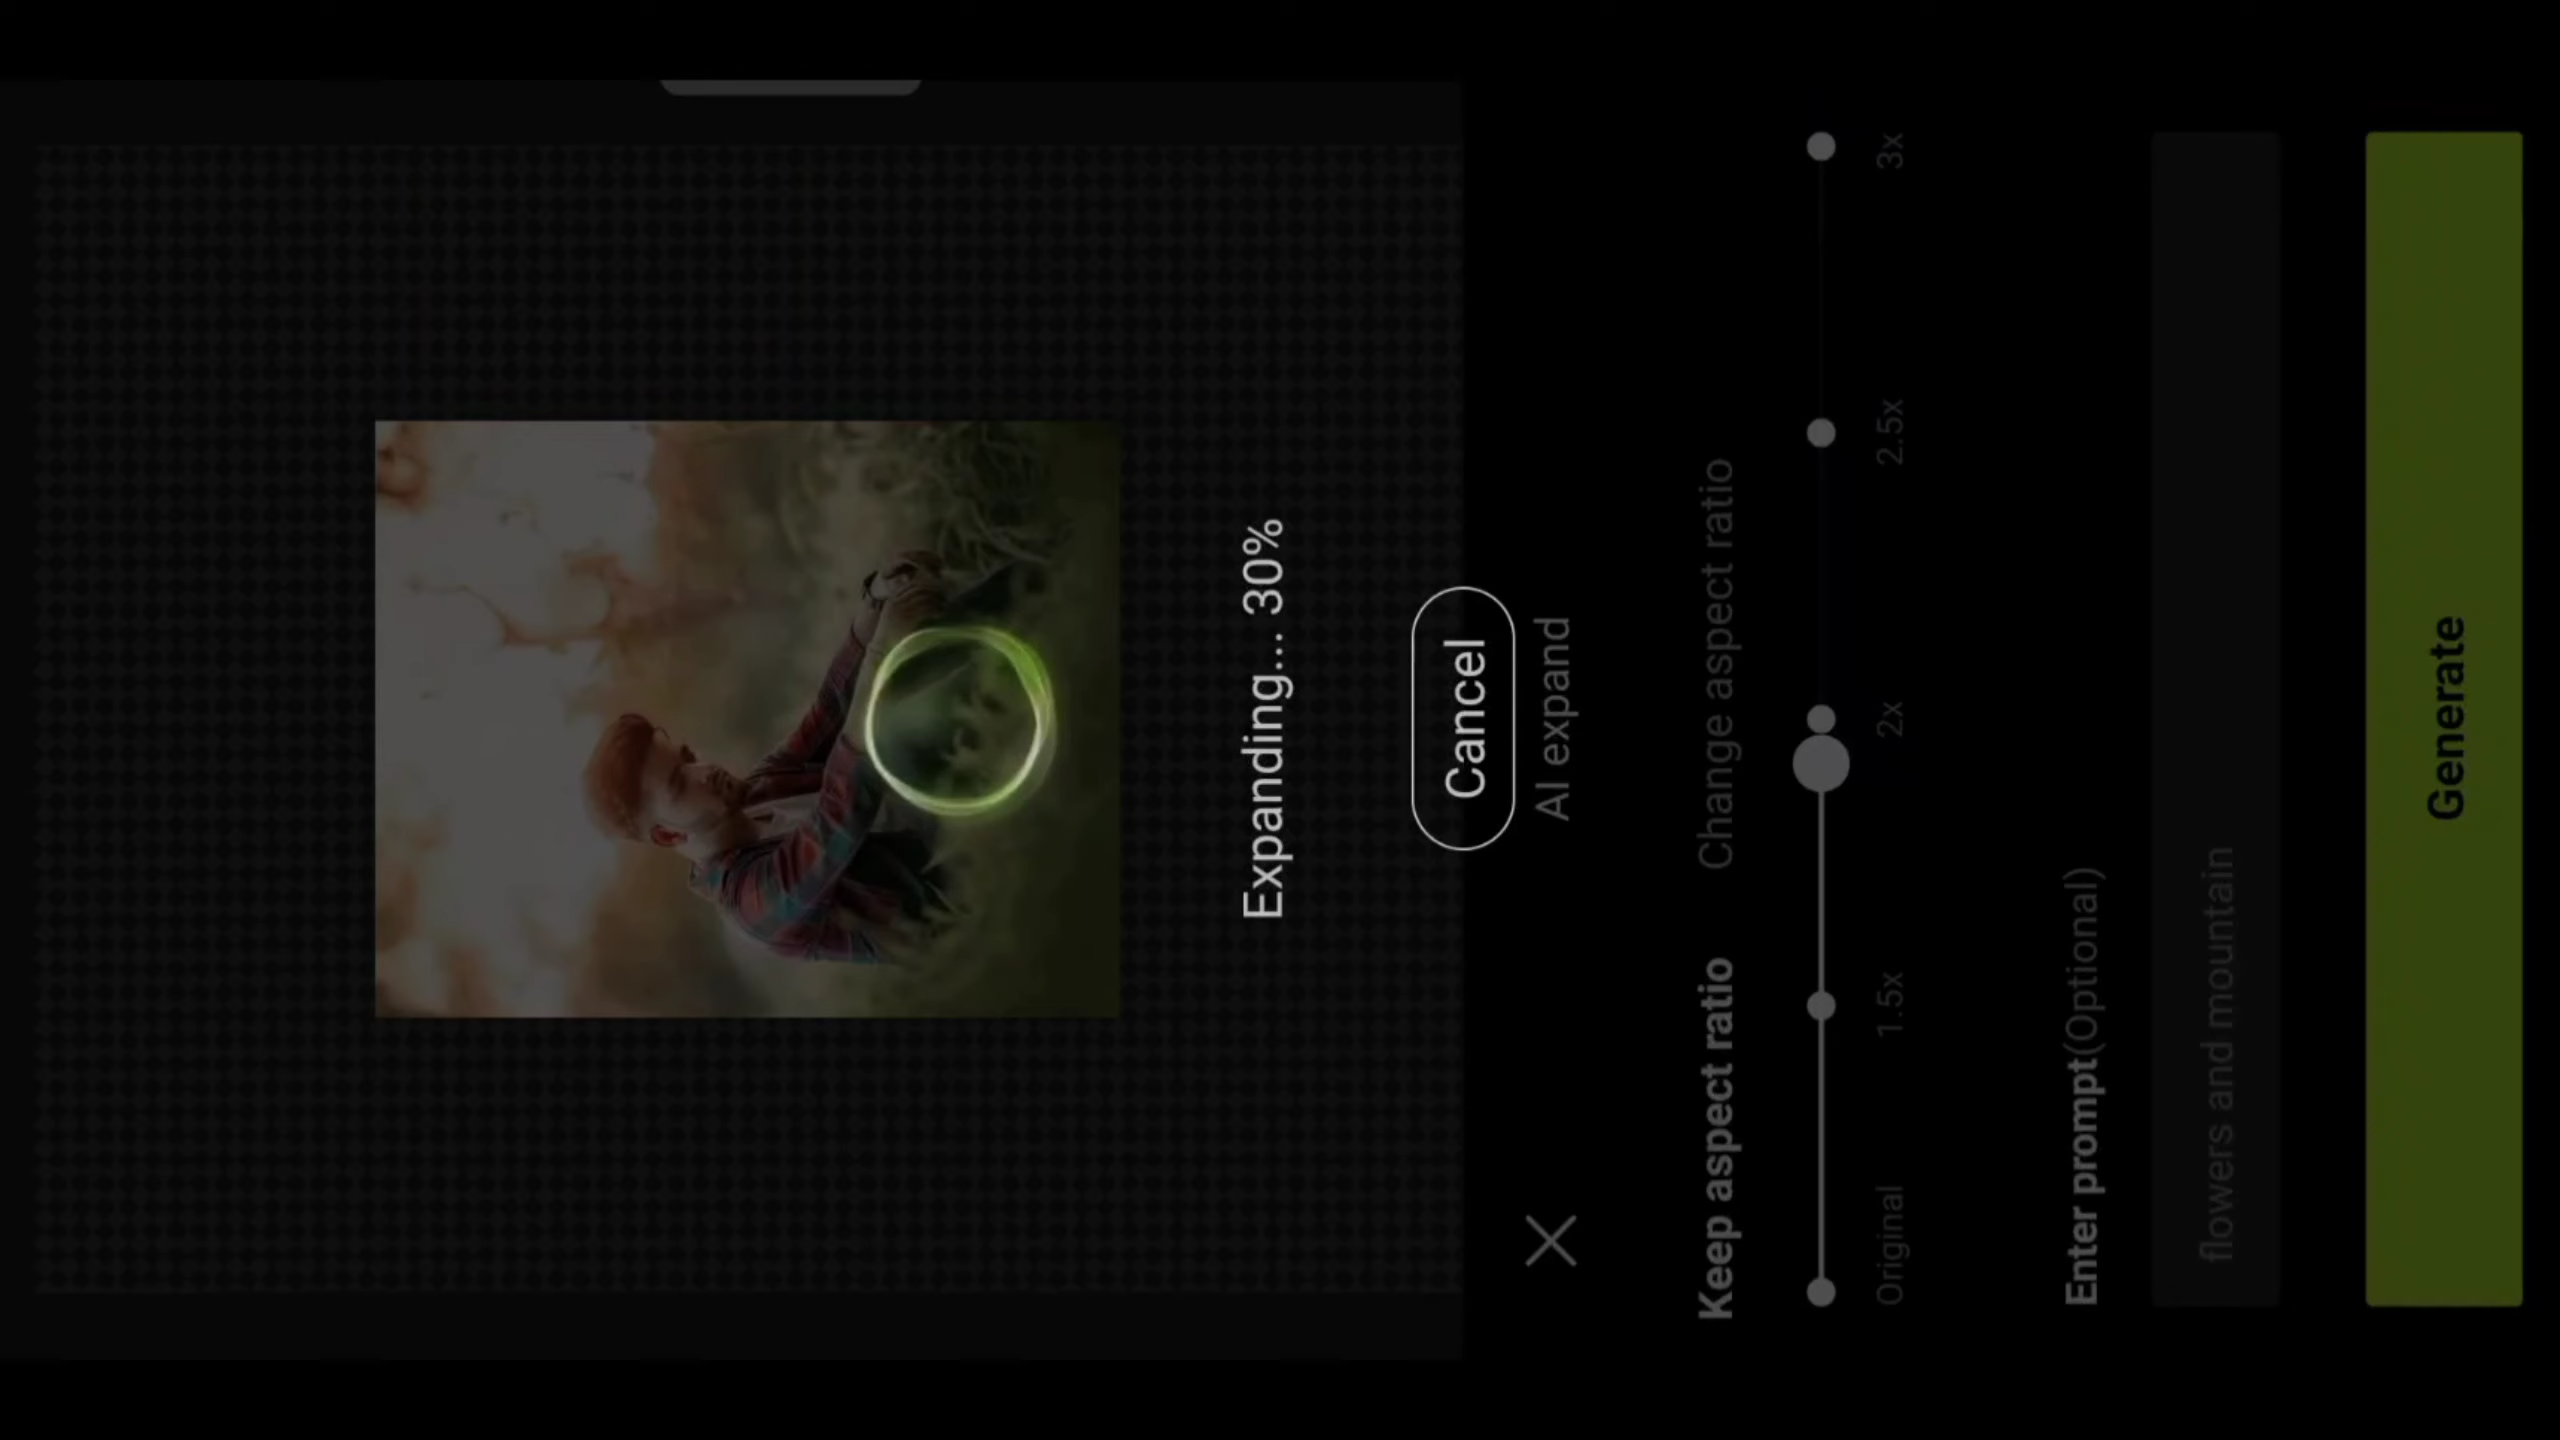 Expanding... 30%
Cancel
AI expand
Keep aspect ratio Change aspect ratio
Original 1.5x 2x 2.5x 3x
Enter prompt(Optional)
flowers and mountain
Generate